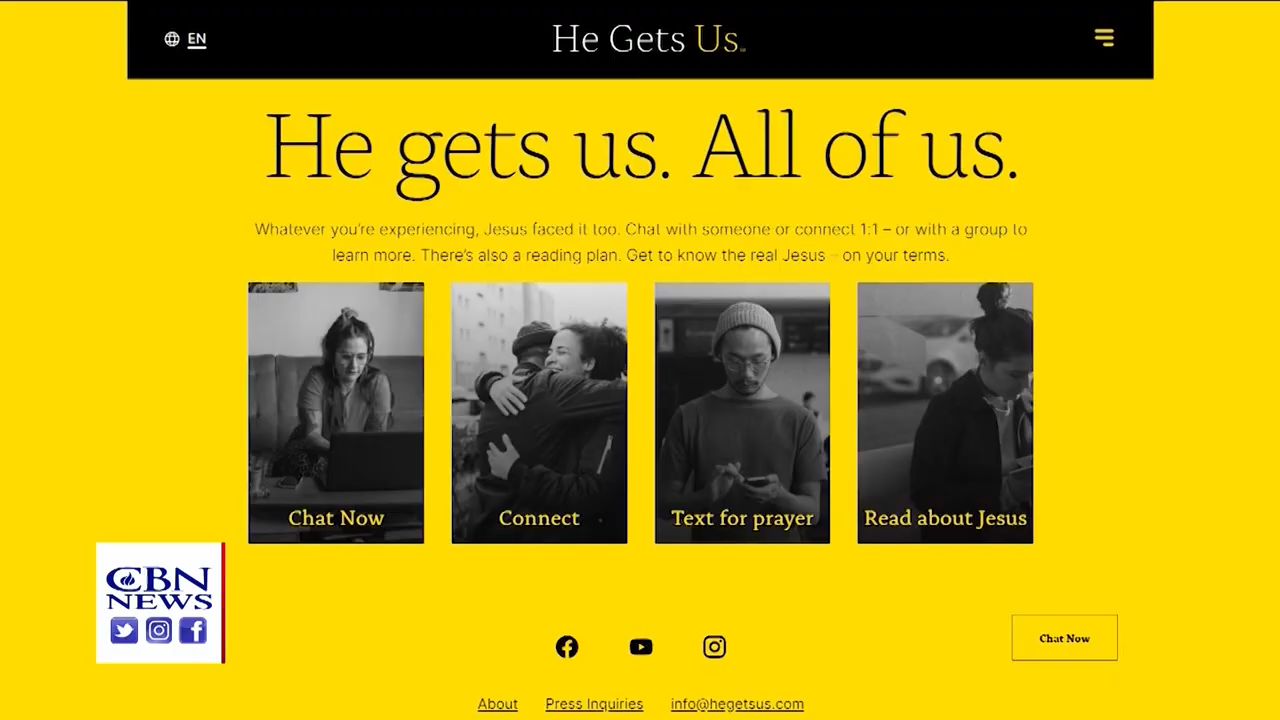 EN
He Gets Us.
He gets us. All of us.
Whatever you're experiencing, Jesus faced it too. Chat with someone or connect 1:1 – or with a group to
learn more. There's also a reading plan. Get to know the real Jesus – on your terms.
Chat Now
Connect
Text for prayer
Read about Jesus
CBN
NEWS
Chat Now
About
Press Inquiries
info@hegetsus.com